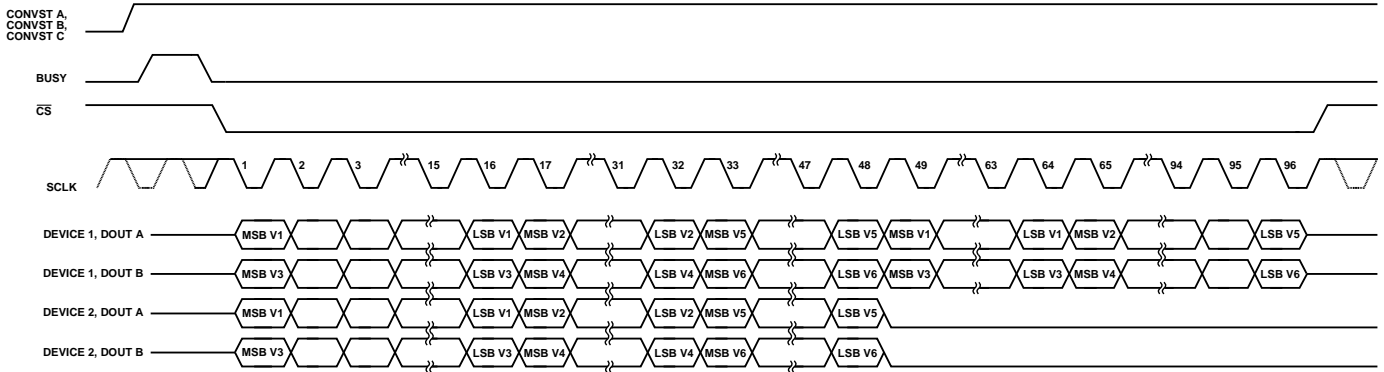 CONVST A,
CONVST B,
CONVST C
BUSY
CS
1 2 3 15 16 17 31 32 33 47 48 49 63 64 65 94 95 96
SCLK
DEVICE 1, DOUT A MSB V1 LSB V1 MSB V2 LSB V2 MSB V5 LSB V5 MSB V1 LSB V1 MSB V2 LSB V5
DEVICE 1, DOUT B MSB V3 LSB V3 MSB V4 LSB V4 MSB V6 LSB V6 MSB V3 LSB V3 MSB V4 LSB V6
DEVICE 2, DOUT A MSB V1 LSB V1 MSB V2 LSB V2 MSB V5 LSB V5
DEVICE 2, DOUT B MSB V3 LSB V3 MSB V4 LSB V4 MSB V6 LSB V6